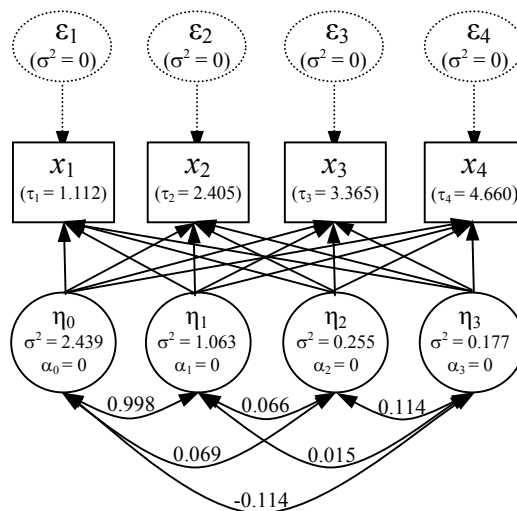 ε₁ ε₂ ε₃ ε₄
(σ² = 0) (σ² = 0) (σ² = 0) (σ² = 0)
x₁ x₂ x₃ x₄
(τ₁ = 1.112) (τ₂ = 2.405) (τ₃ = 3.365) (τ₄ = 4.660)
η₀ η₁ η₂ η₃
σ² = 2.439 σ² = 1.063 σ² = 0.255 σ² = 0.177
α₀ = 0 α₁ = 0 α₂ = 0 α₃ = 0
0.998 0.066 0.114
0.069 0.015
-0.114